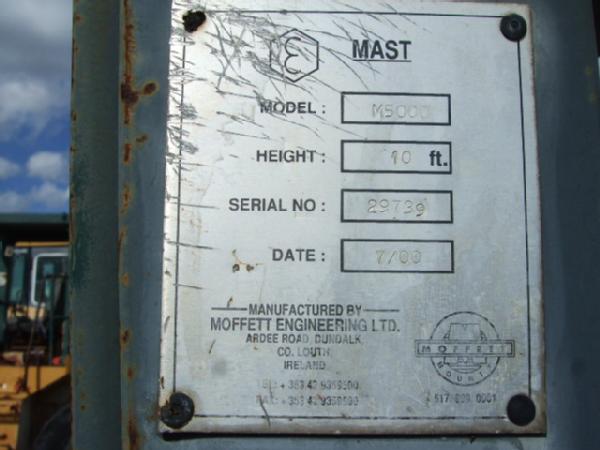 MAST
MODEL : M5000
HEIGHT : 10 ft.
SERIAL NO : 29739
DATE : 7/00
MANUFACTURED BY
MOFFETT ENGINEERING LTD.
ARDEE ROAD, DUNDALK,
CO. LOUTH,
IRELAND
MOFFETT
MOUNTY